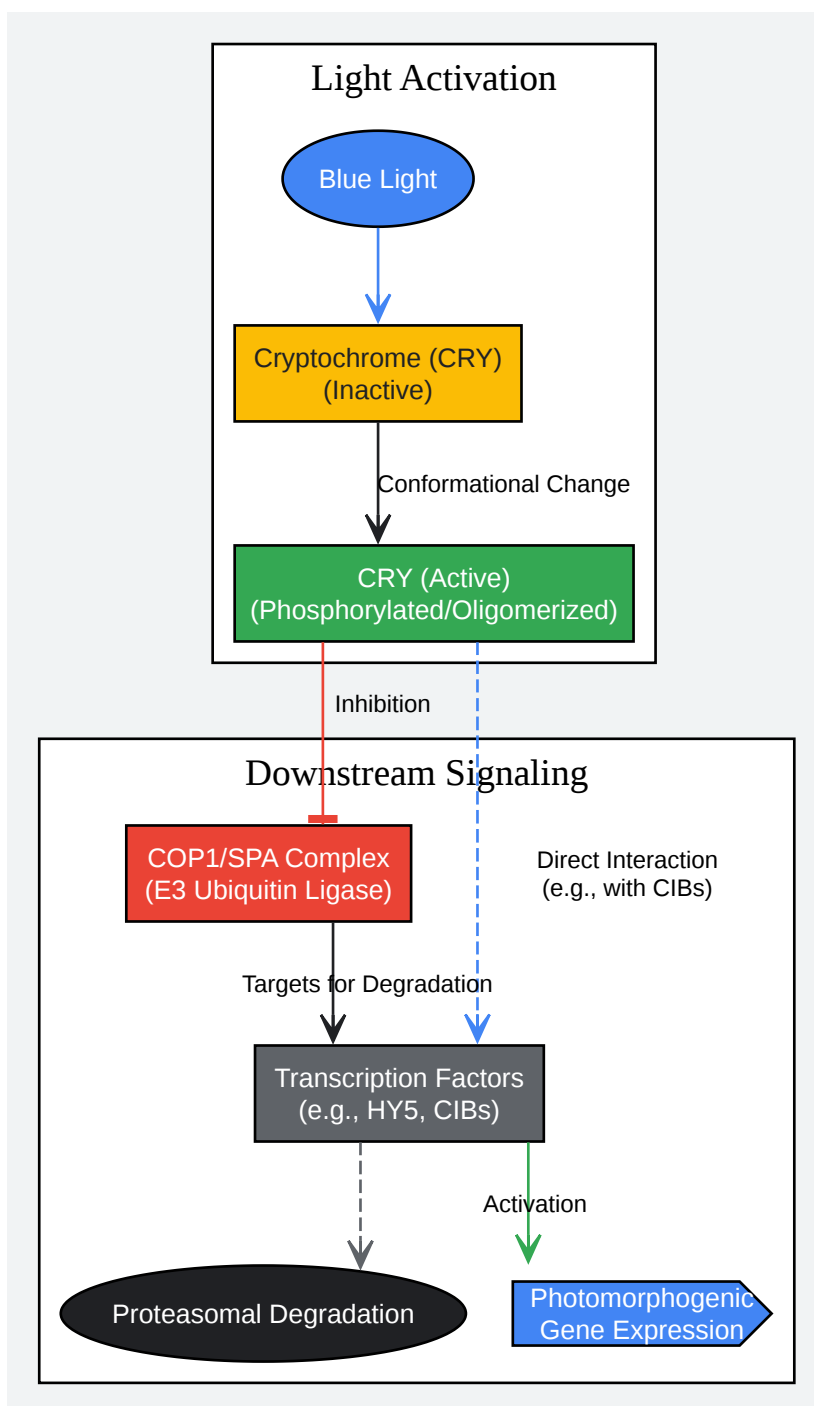 Light Activation
Blue Light
Cryptochrome (CRY)
(Inactive)
Conformational Change
CRY (Active)
(Phosphorylated/Oligomerized)
Inhibition
Downstream Signaling
COP1/SPA Complex
(E3 Ubiquitin Ligase)
Direct Interaction
(e.g., with CIBs)
Targets for Degradation
Transcription Factors
(e.g., HY5, CIBs)
Activation
Proteasomal Degradation
Photomorphogenic
Gene Expression